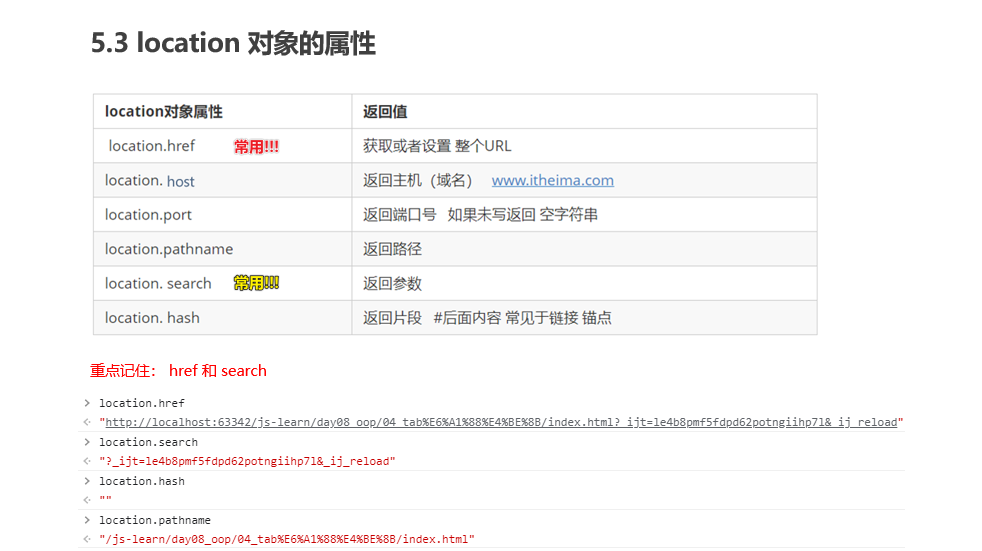 5.3 location 对象的属性
location对象属性 返回值
location.href 常用!!! 获取或者设置 整个URL
location. host 返回主机（域名） www.itheima.com
location.port 返回端口号 如果未写返回 空字符串
location.pathname 返回路径
location. search 常用!!! 返回参数
location. hash 返回片段 #后面内容 常见于链接 锚点
重点记住： href 和 search
> location.href
<· "http://localhost:63342/js-learn/day08_oop/04_tab%E6%A1%88%E4%BE%8B/index.html?_ijt=le4b8pmf5fdpd62potngiihp7l&_ij_reload"
> location.search
<· "?_ijt=le4b8pmf5fdpd62potngiihp7l&_ij_reload"
> location.hash
<· ""
> location.pathname
<· "/js-learn/day08_oop/04_tab%E6%A1%88%E4%BE%8B/index.html"